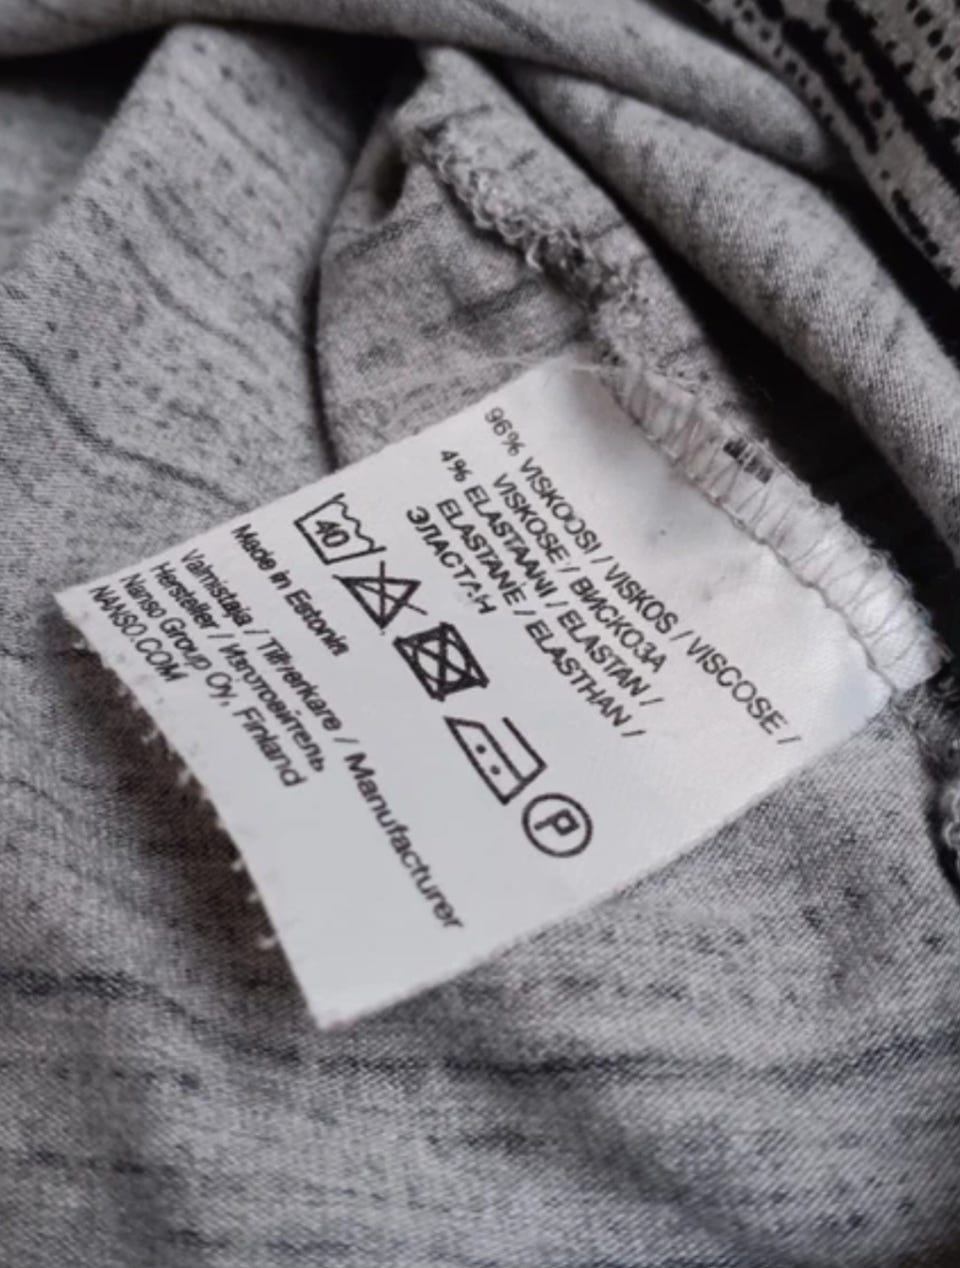 96% VISKOOSI / VISKOS / VISCOSE /
VISKOSE / ВИСКОЗА
4% ELASTAANI / ELASTAN /
ELASTANE / ELASTHAN /
ЭЛАСТАН
40
P
Made in Estonia
Valmistaja / Tillverkare / Manufacturer
Hersteller / Изготовитель
Nanso Group Oy, Finland
NANSO.COM